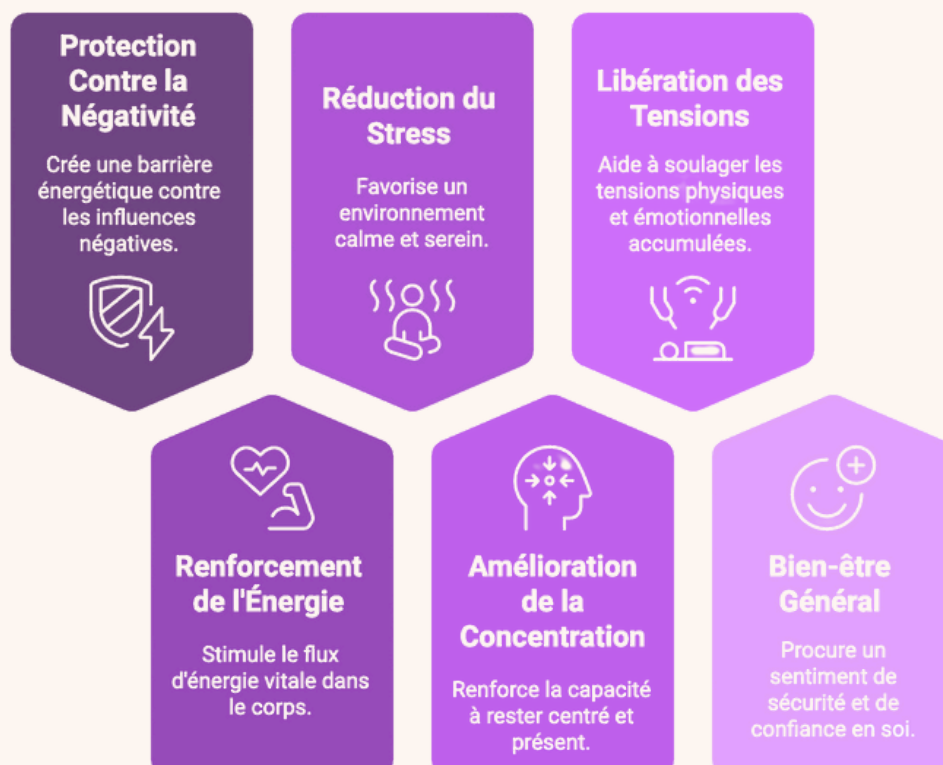 Protection
Contre la
Négativité
Crée une barrière
énergétique contre
les influences
négatives.
Réduction du
Stress
Favorise un
environnement
calme et serein.
Libération des
Tensions
Aide à soulager les
tensions physiques
et émotionnelles
accumulées.
Renforcement
de l'Énergie
Stimule le flux
d'énergie vitale dans
le corps.
Amélioration
de la
Concentration
Renforce la capacité
à rester centré et
présent.
Bien-être
Général
Procure un
sentiment de
sécurité et de
confiance en soi.